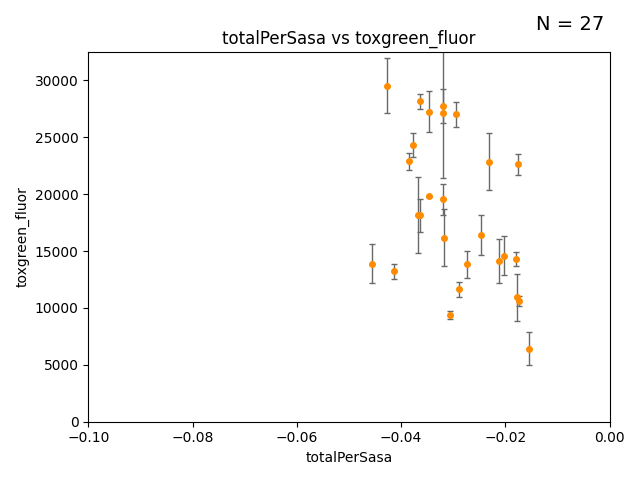 N = 27
totalPerSasa vs toxgreen_fluor
30000
25000
20000
15000
10000
5000
0
toxgreen_fluor
−0.10 −0.08 −0.06 −0.04 −0.02 0.00
totalPerSasa